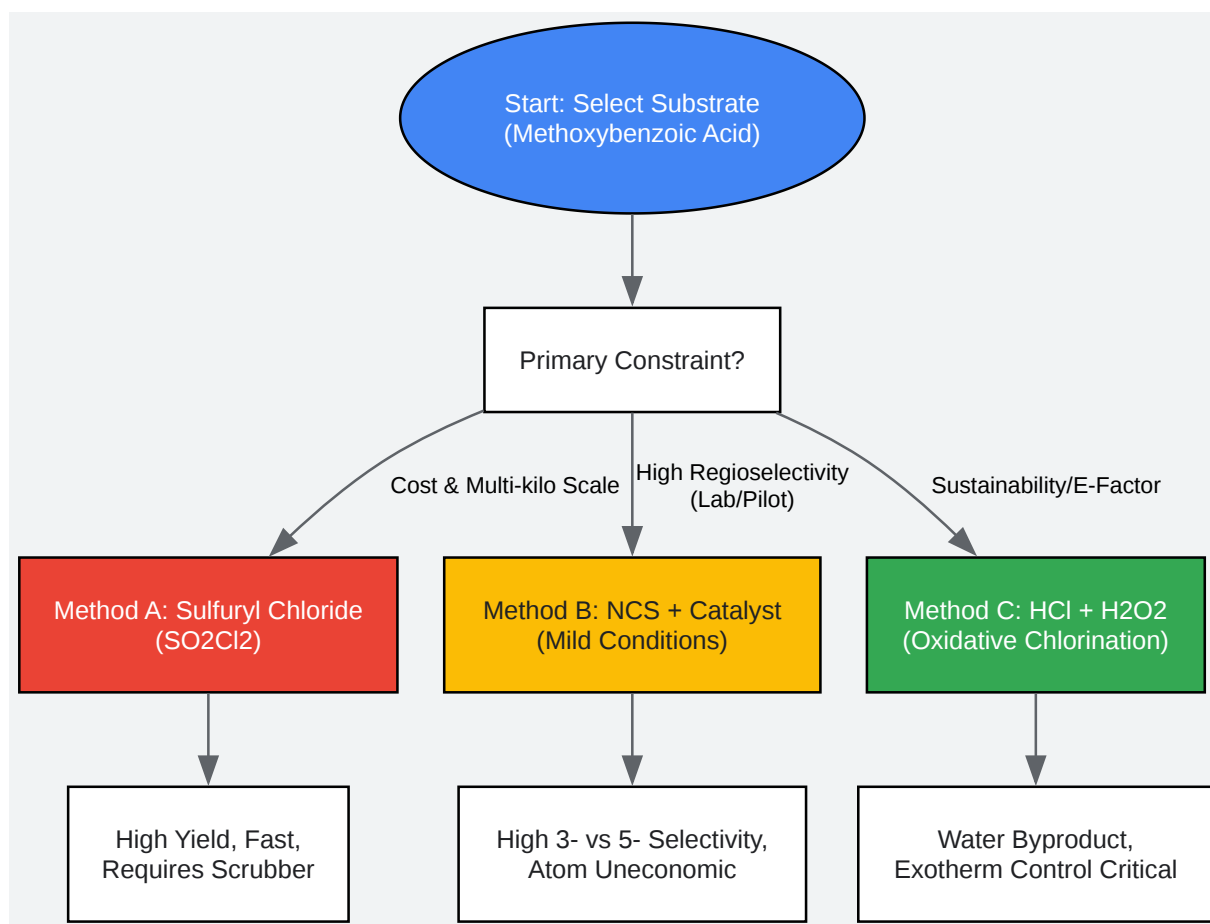 Start: Select Substrate
(Methoxybenzoic Acid)
Primary Constraint?
Cost & Multi-kilo Scale
High Regioselectivity
(Lab/Pilot)
Sustainability/E-Factor
Method A: Sulfuryl Chloride
(SO2Cl2)
Method B: NCS + Catalyst
(Mild Conditions)
Method C: HCl + H2O2
(Oxidative Chlorination)
High Yield, Fast,
Requires Scrubber
High 3- vs 5- Selectivity,
Atom Uneconomic
Water Byproduct,
Exotherm Control Critical